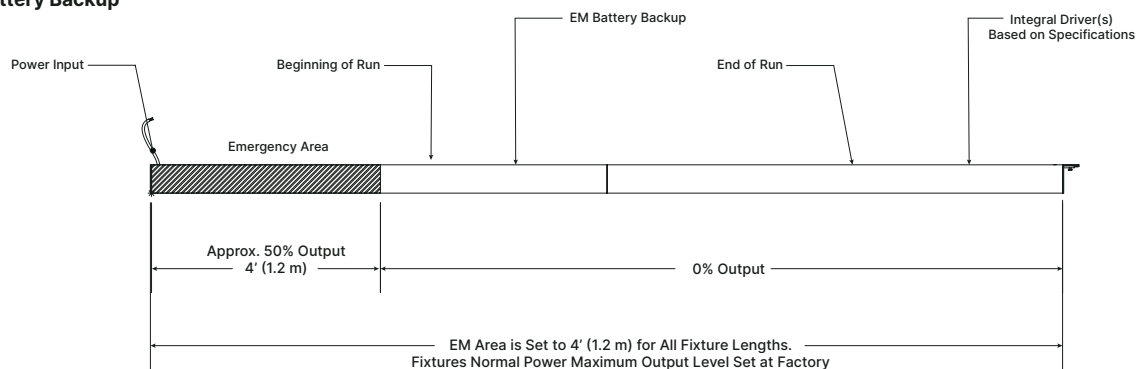 Battery Backup
EM Battery Backup
Integral Driver(s)
Based on Specifications
Power Input
Beginning of Run
End of Run
Emergency Area
Approx. 50% Output
4’ (1.2 m)
0% Output
EM Area is Set to 4’ (1.2 m) for All Fixture Lengths.
Fixtures Normal Power Maximum Output Level Set at Factory